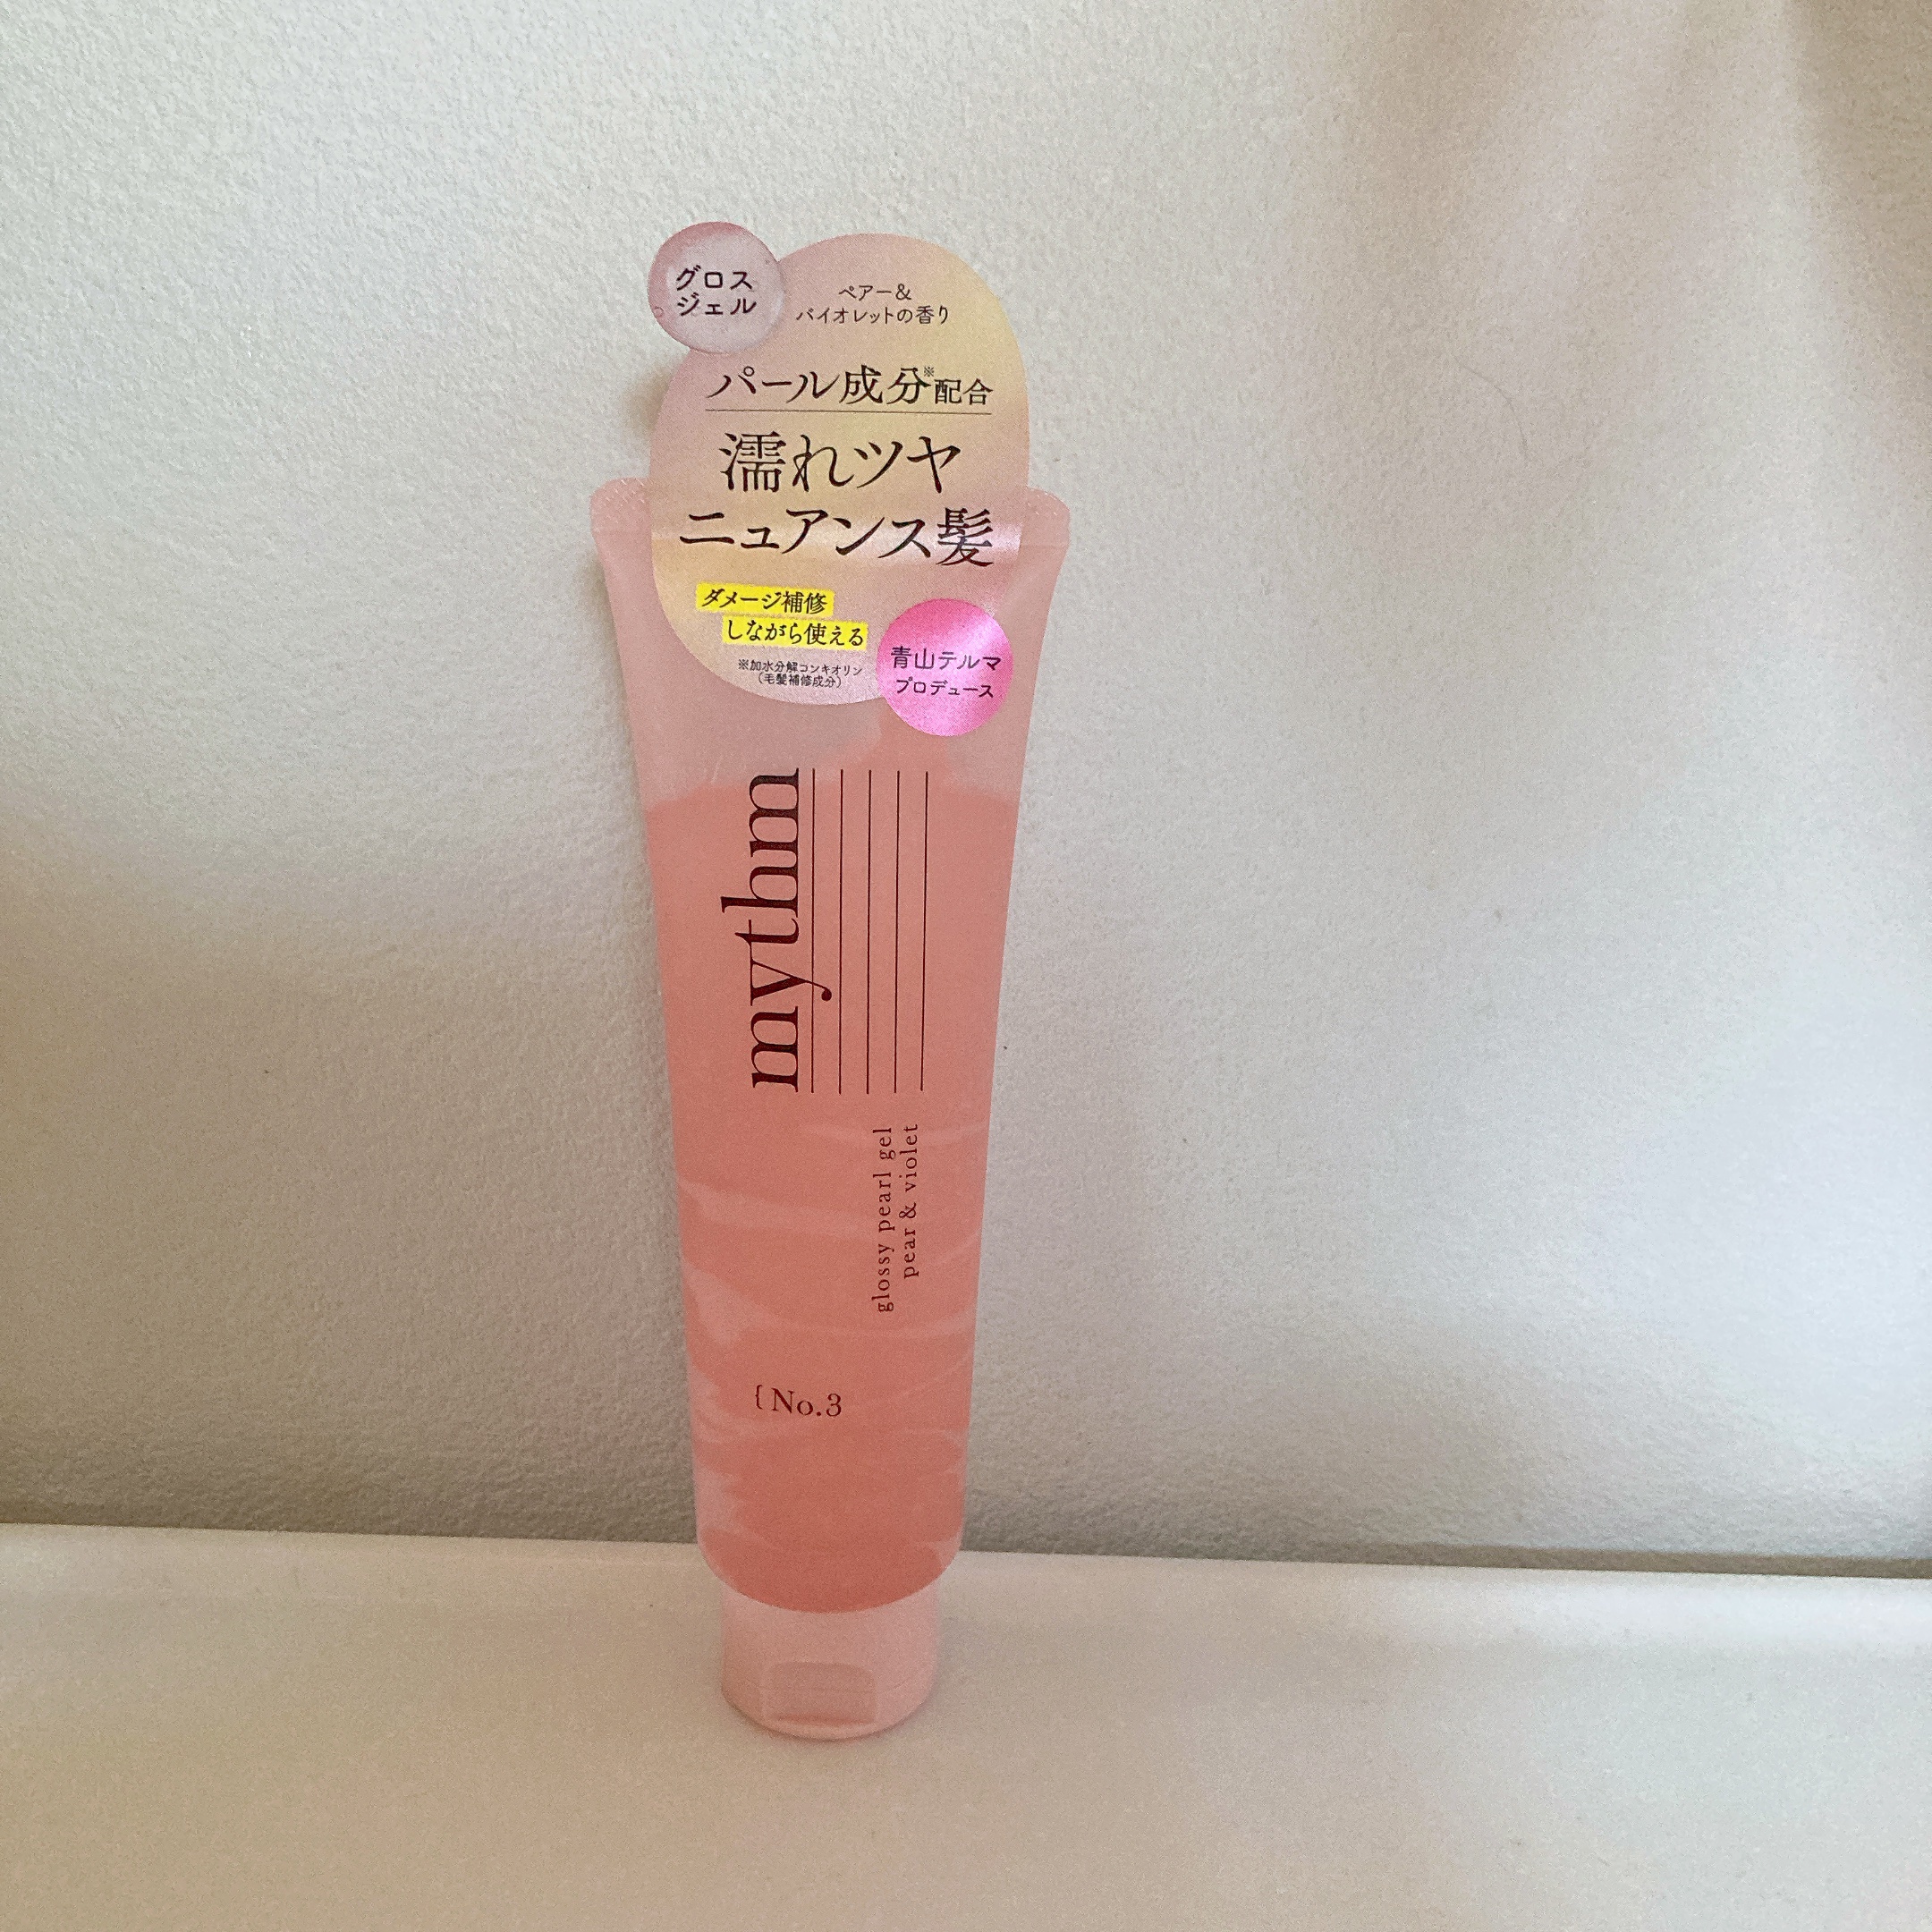 グロス
ジェル
ペアー&
バイオレットの香り
パール成分※配合
濡れツヤ
ニュアンス髪
ダメージ補修
しながら使える
※加水分解コンキオリン
(毛髪補修成分)
青山テルマ
プロデュース
mythm
glossy pearl gel
pear & violet
{ No.3